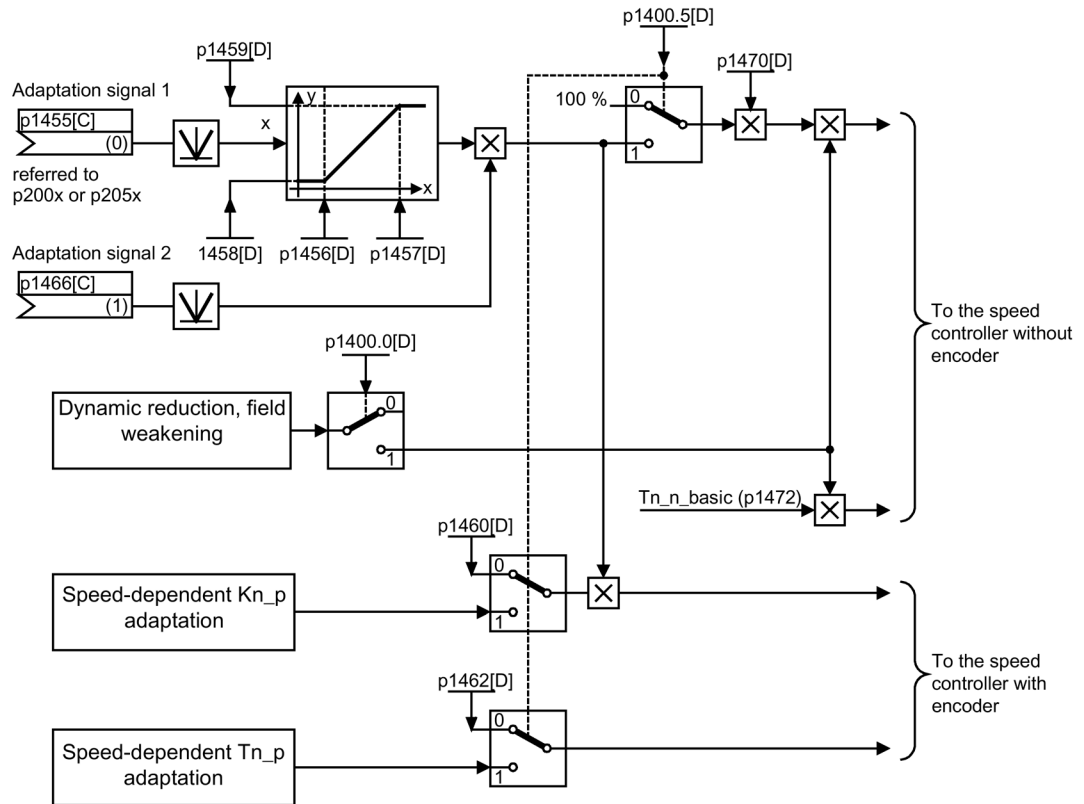 p1400.5[D]
p1459[D]
p1470[D]
Adaptation signal 1
y
0
100 %
p1455[C]
x
(0)
1
referred to
p200x or p205x
x
Adaptation signal 2
1458[D]
p1456[D]
p1457[D]
p1466[C]
(1)
To the speed
controller without
encoder
p1400.0[D]
Dynamic reduction, field
weakening
0
1
Tn_n_basic (p1472)
p1460[D]
0
Speed-dependent Kn_p
adaptation
1
To the speed
controller with
encoder
p1462[D]
0
Speed-dependent Tn_p
adaptation
1